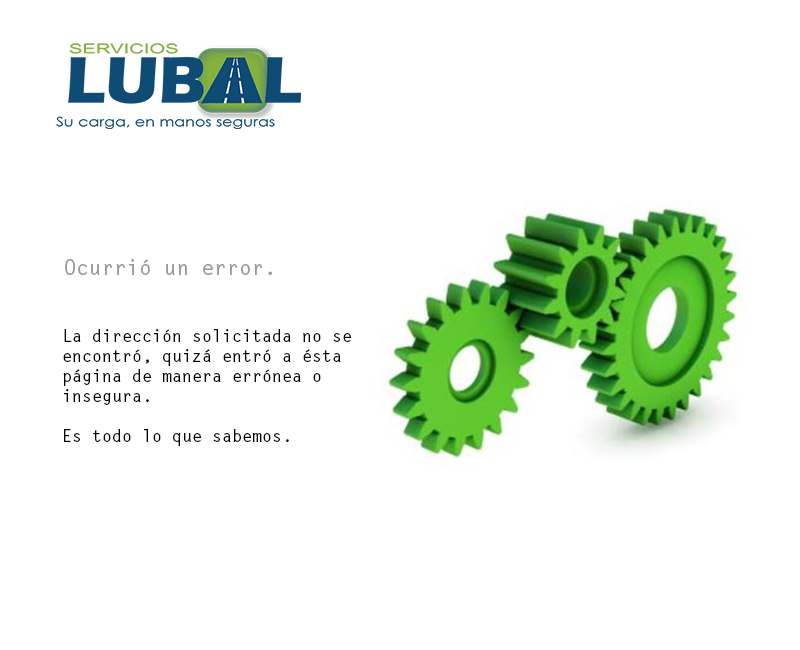 SERVICIOS
LUBAL
Su carga, en manos seguras
Ocurrió un error.
La dirección solicitada no se
encontró, quizá entró a ésta
página de manera errónea o
insegura.
Es todo lo que sabemos.